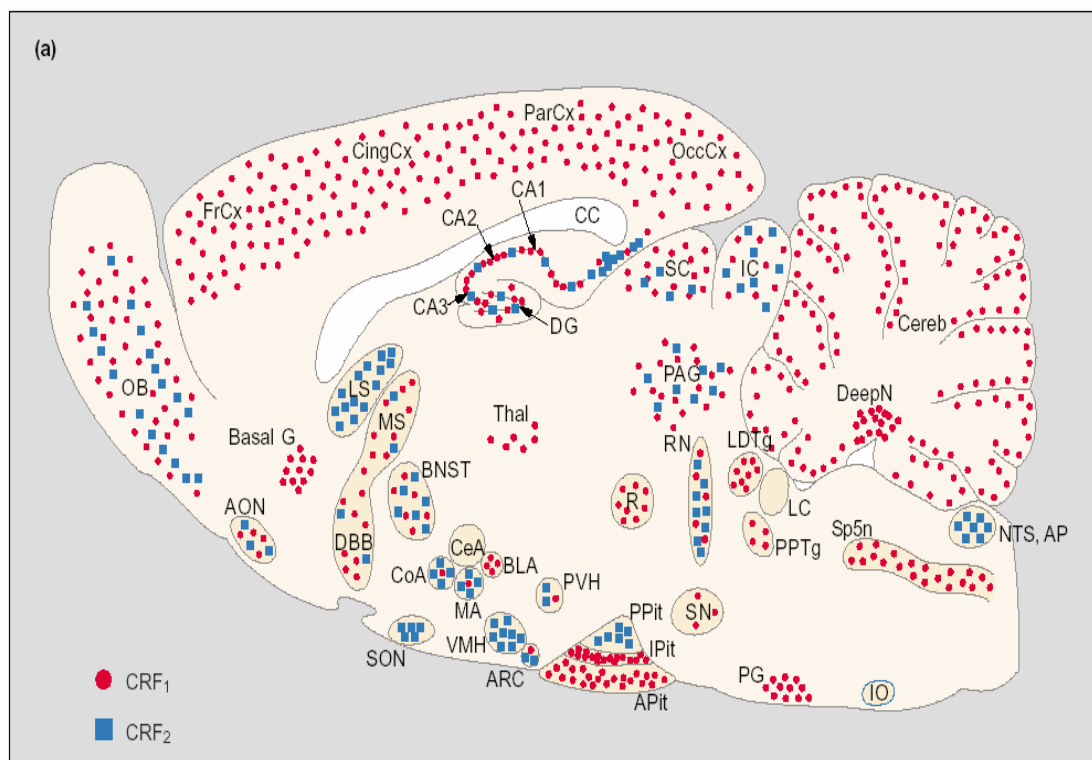 (a)
ParCx
CingCx
OccCx
FrCx
CA1
CA2
CC
SC
IC
CA3
DG
Cereb
OB
LS
PAG
MS
Thal
DeepN
Basal G
RN
LDTg
BNST
R
LC
AON
DBB
CeA
PPTg
Sp5n
NTS, AP
CoA
BLA
PVH
MA
PPit
SN
SON
VMH
IPit
ARC
APit
PG
IO
CRF₁
CRF₂